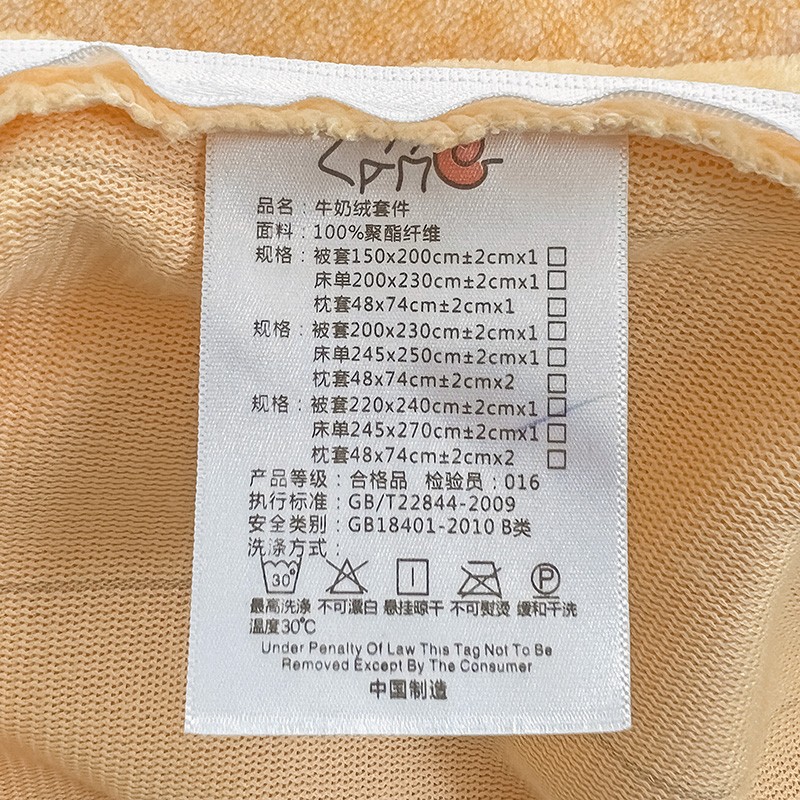 品名：牛奶绒套件
面料：100%聚酯纤维
规格：被套150x200cm±2cmx1
床单200x230cm±2cmx1
枕套48x74cm±2cmx1
规格：被套200x230cm±2cmx1
床单245x250cm±2cmx1
枕套48x74cm±2cmx2
规格：被套220x240cm±2cmx1
床单245x270cm±2cmx1
枕套48x74cm±2cmx2
产品等级：合格品 检验员：016
执行标准：GB/T22844-2009
安全类别：GB18401-2010 B类
洗涤方式：
30° P
最高洗涤 不可漂白 悬挂晾干 不可熨烫 缓和干洗
温度30℃
Under Penalty Of Law This Tag Not To Be
Removed Except By The Consumer
中国制造